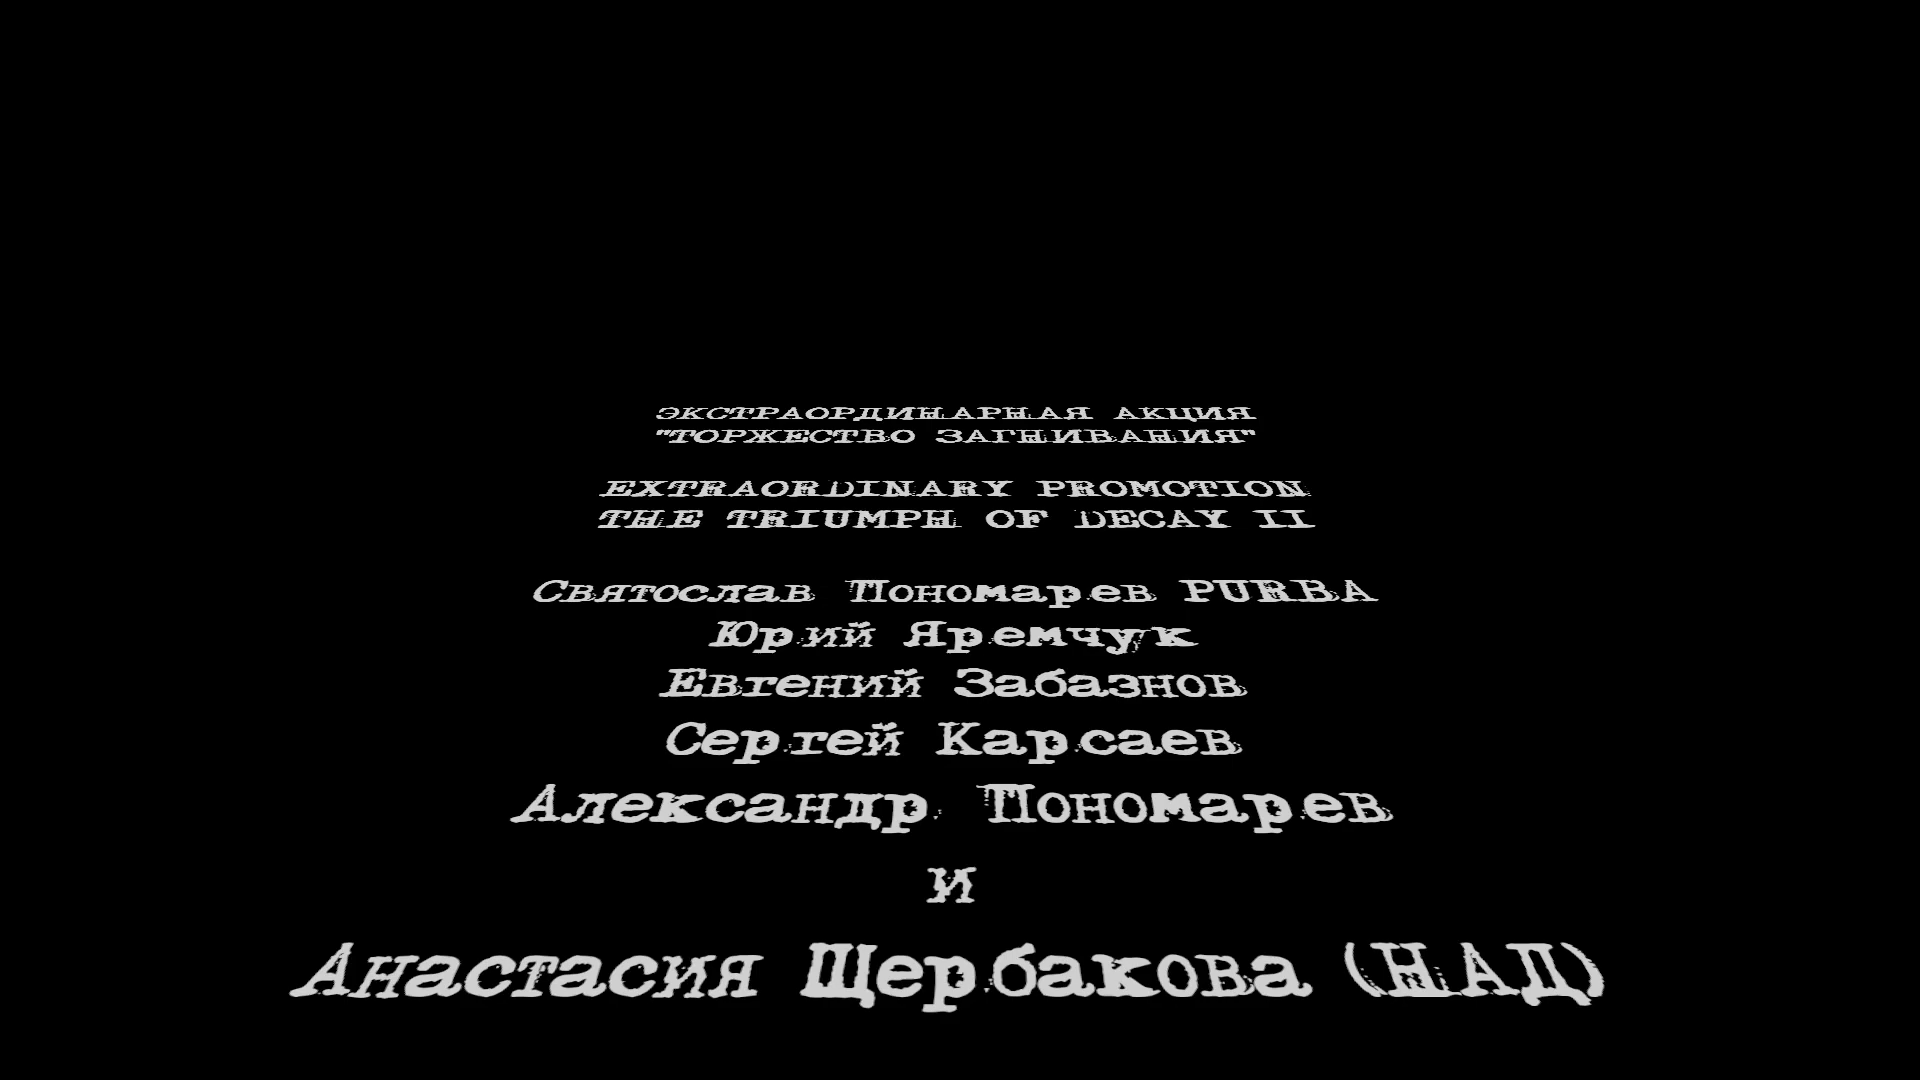 ЭКСТРАОРДИНАРНАЯ АКЦИЯ
"ТОРЖЕСТВО ЗАГНИВАНИЯ"
EXTRAORDINARY PROMOTION
THE TRIUMPH OF DECAY II
Святослав Пономарев PURBA
Юрий Яремчук
Евгений Забазнов
Сергей Карсаев
Александр Пономарев
и
Анастасия Щербакова (НАД)